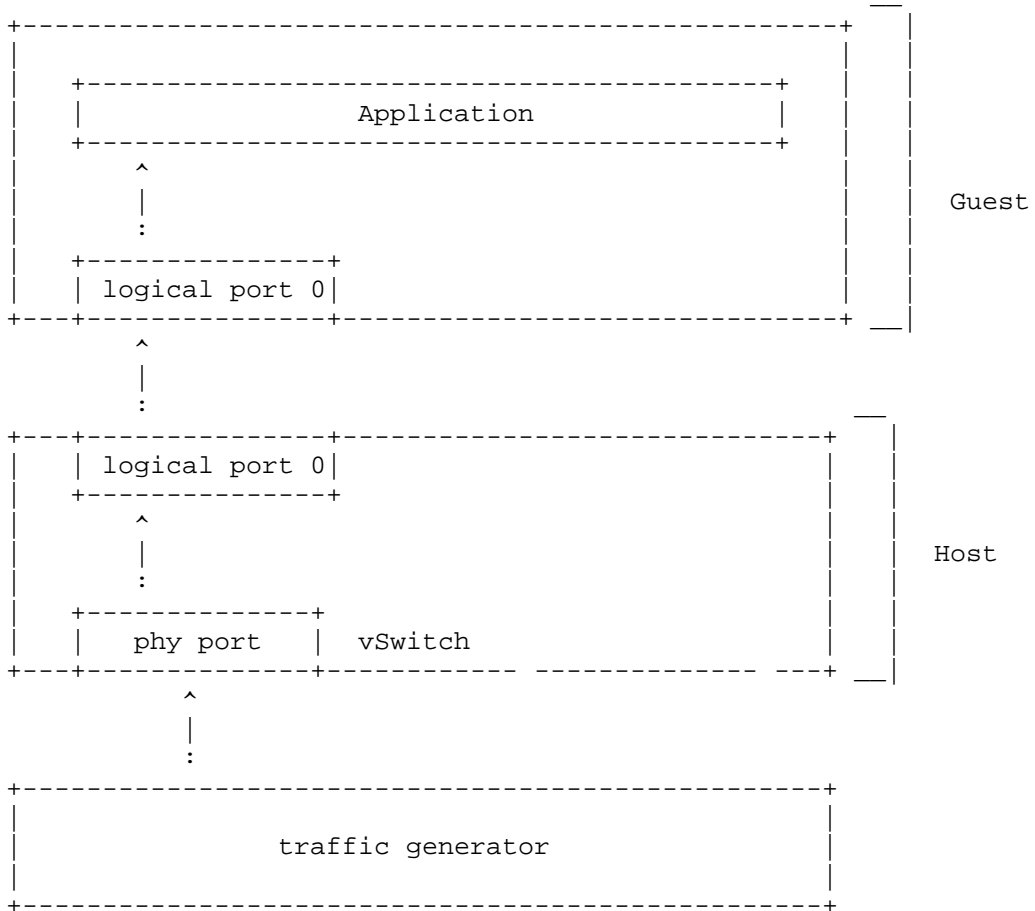 Application
Guest
logical port 0
logical port 0
Host
phy port vSwitch
traffic generator